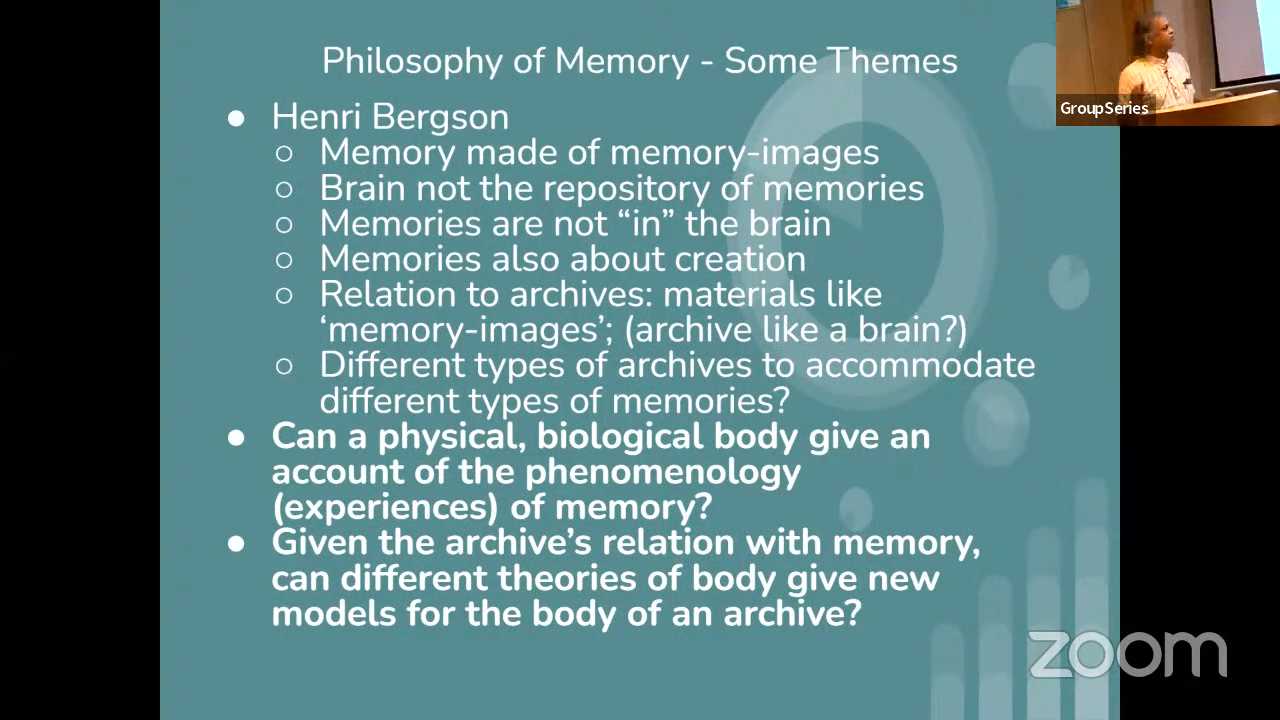 Philosophy of Memory - Some Themes
● Henri Bergson
○ Memory made of memory-images
○ Brain not the repository of memories
○ Memories are not “in” the brain
○ Memories also about creation
○ Relation to archives: materials like
‘memory-images’; (archive like a brain?)
○ Different types of archives to accommodate
different types of memories?
● Can a physical, biological body give an
account of the phenomenology
(experiences) of memory?
● Given the archive’s relation with memory,
can different theories of body give new
models for the body of an archive?
GroupSeries
zoom